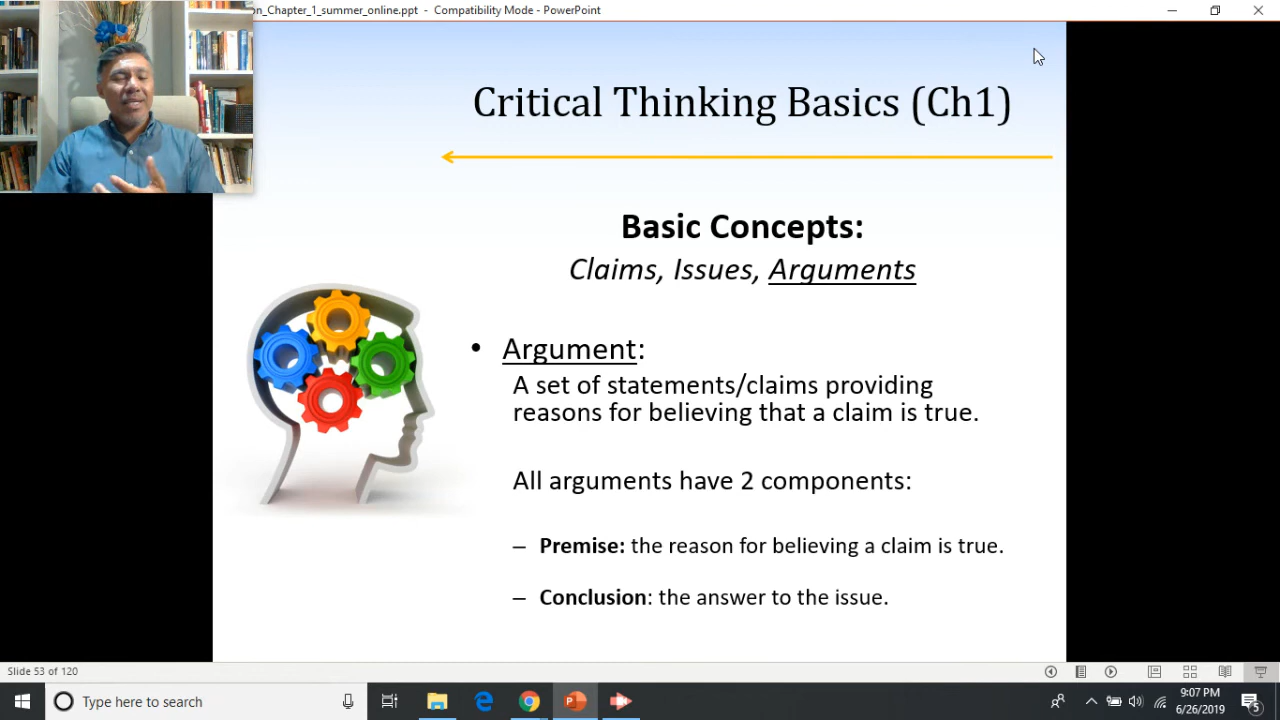 on_Chapter_1_summer_online.ppt - Compatibility Mode - PowerPoint
Critical Thinking Basics (Ch1)
Basic Concepts:
Claims, Issues, Arguments
• Argument:
A set of statements/claims providing
reasons for believing that a claim is true.
All arguments have 2 components:
– Premise: the reason for believing a claim is true.
– Conclusion: the answer to the issue.
Slide 53 of 120
Type here to search
9:07 PM
6/26/2019
5